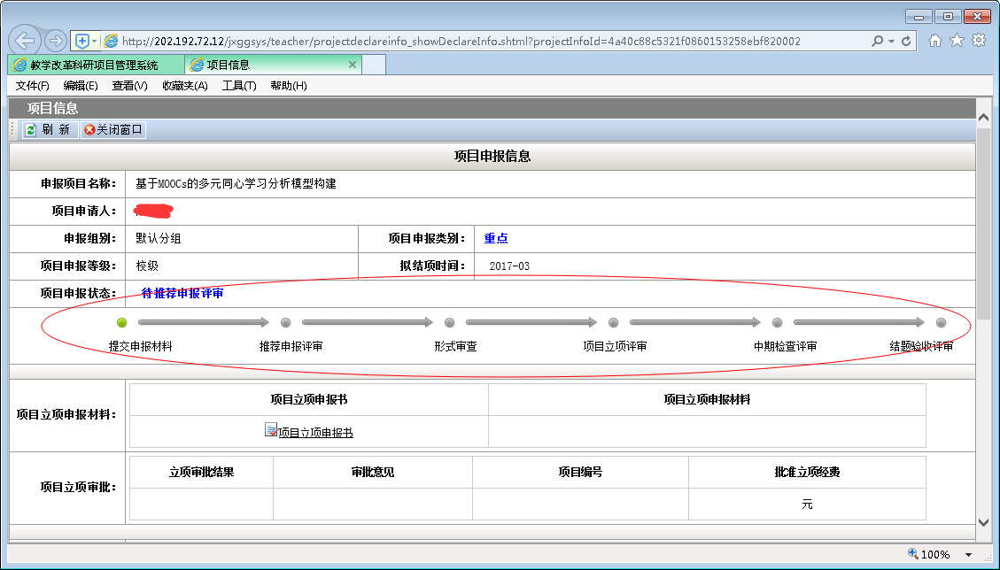 http://202.192.72.12/jxggsys/teacher/projectdeclareinfo_showDeclareInfo.shtml?projectInfoId=4a40c88c5321f0860153258ebf820002
教学改革科研项目管理系统 项目信息
文件(F) 编辑(E) 查看(V) 收藏夹(A) 工具(T) 帮助(H)
项目信息
刷 新 关闭窗口
项目申报信息
申报项目名称： 基于MOOCs的多元同心学习分析模型构建
项目申请人：
申报组别： 默认分组 项目申报类别： 重点
项目申报等级： 校级 拟结项时间： 2017-03
项目申报状态： 待推荐申报评审
提交申报材料 推荐申报评审 形式审查 项目立项评审 中期检查评审 结题验收评审
项目立项申报材料： 项目立项申报书 项目立项申报材料
项目立项申报书
项目立项审批： 立项审批结果 审批意见 项目编号 批准立项经费
元
100%